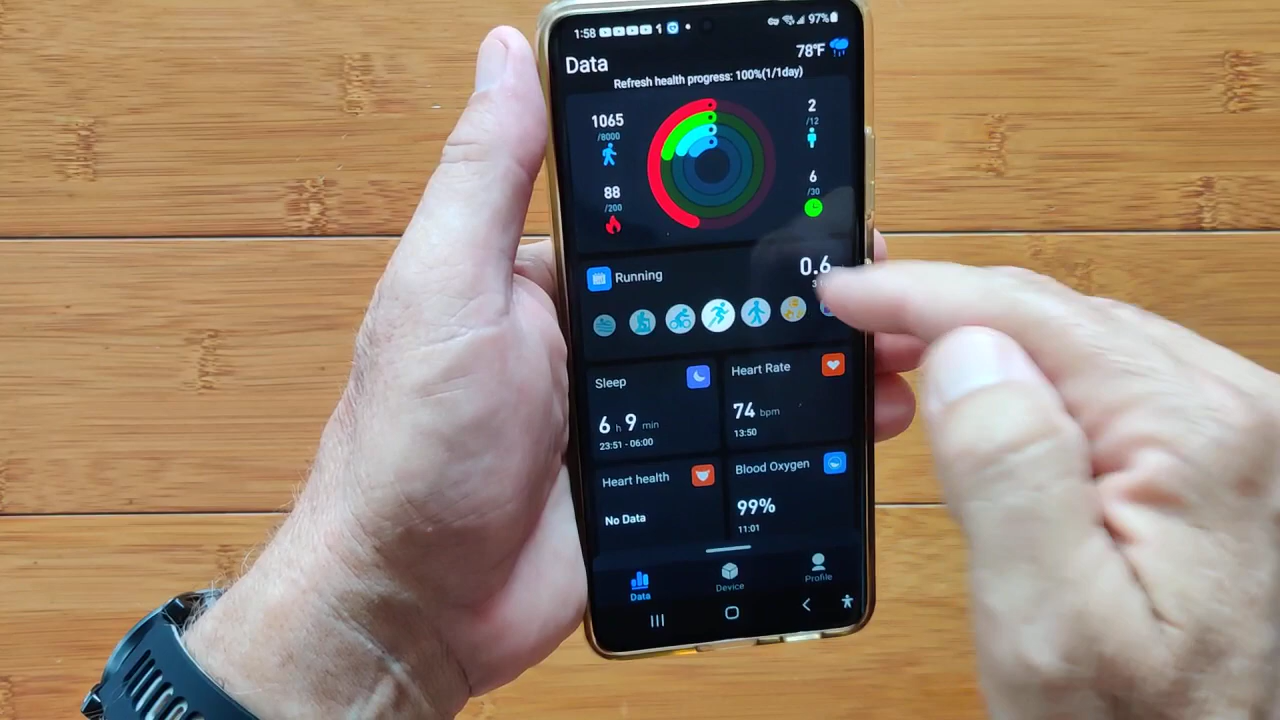 1:58 1 97%
Data 78°F
Refresh health progress: 100%(1/1day)
1065
/8000
2
/12
88
/200
6
/30
Running
0.6
3
Sleep
6 h 9 min
23:51 - 06:00
Heart Rate
74 bpm
13:50
Heart health
No Data
Blood Oxygen
99%
11:01
Data Device Profile